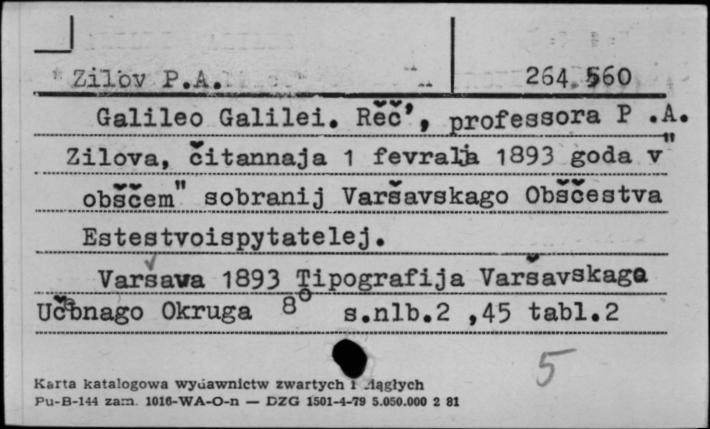 Zilov P.A. 264.560
Galileo Galilei. Rěč', professora P .A.
Zilova, čitannaja 1 fevralja 1893 goda v"
obščem" sobranij Varšavskago Obščestva
Estestvoispytatelej.
Varšawa 1893 Tipografija Varšavskago
Učebnago Okruga 8° s.nlb.2 ,45 tabl.2
5
Karta katalogowa wydawnictw zwartych i ciągłych
Pu-B-144 zam. 1016-WA-O-n — DZG 1501-4-79 5.050.000 2 81